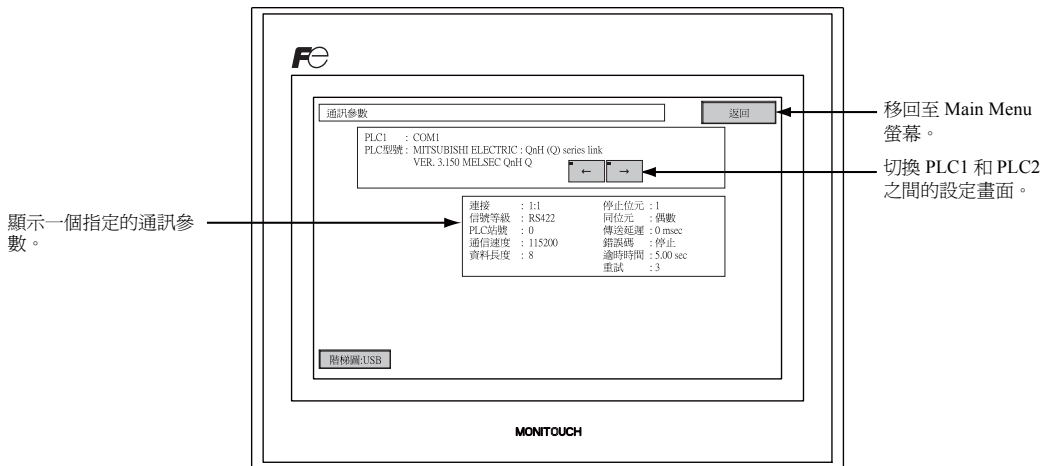 Fe
通訊參數
返回
PLC1 : COM1
PLC型號 : MITSUBISHI ELECTRIC : QnH (Q) series link
VER. 3.150 MELSEC QnH Q
← →
連接 : 1:1 停止位元 : 1
信號等級 : RS422 同位元 : 偶數
PLC站號 : 0 傳送延遲 : 0 msec
通信速度 : 115200 錯誤碼 : 停止
資料長度 : 8 逾時時間 : 5.00 sec
重試 : 3
階梯圖:USB
MONITOUCH
顯示一個指定的通訊參
數。
移回至 Main Menu
螢幕。
切換 PLC1 和 PLC2
之間的設定畫面。